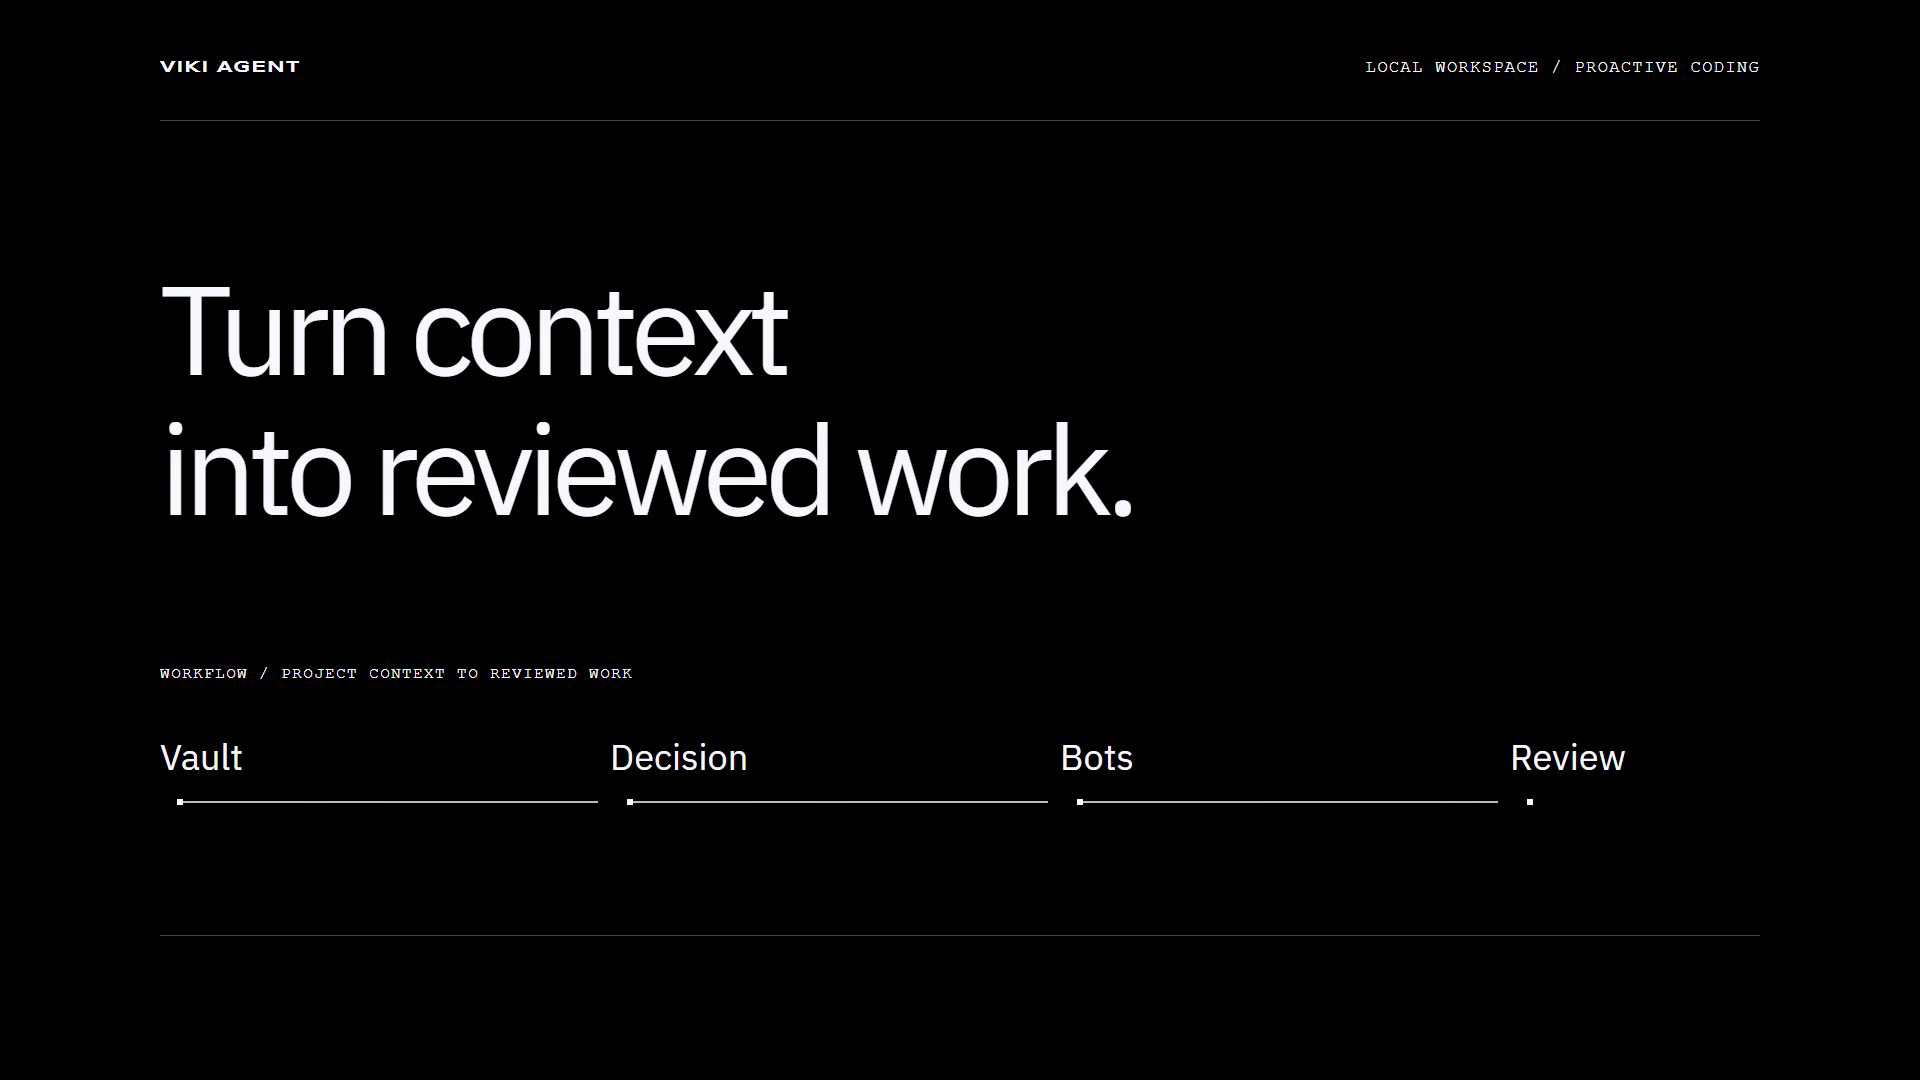 VIKI AGENT
LOCAL WORKSPACE / PROACTIVE CODING
Turn context
into reviewed work.
WORKFLOW / PROJECT CONTEXT TO REVIEWED WORK
Vault
Decision
Bots
Review